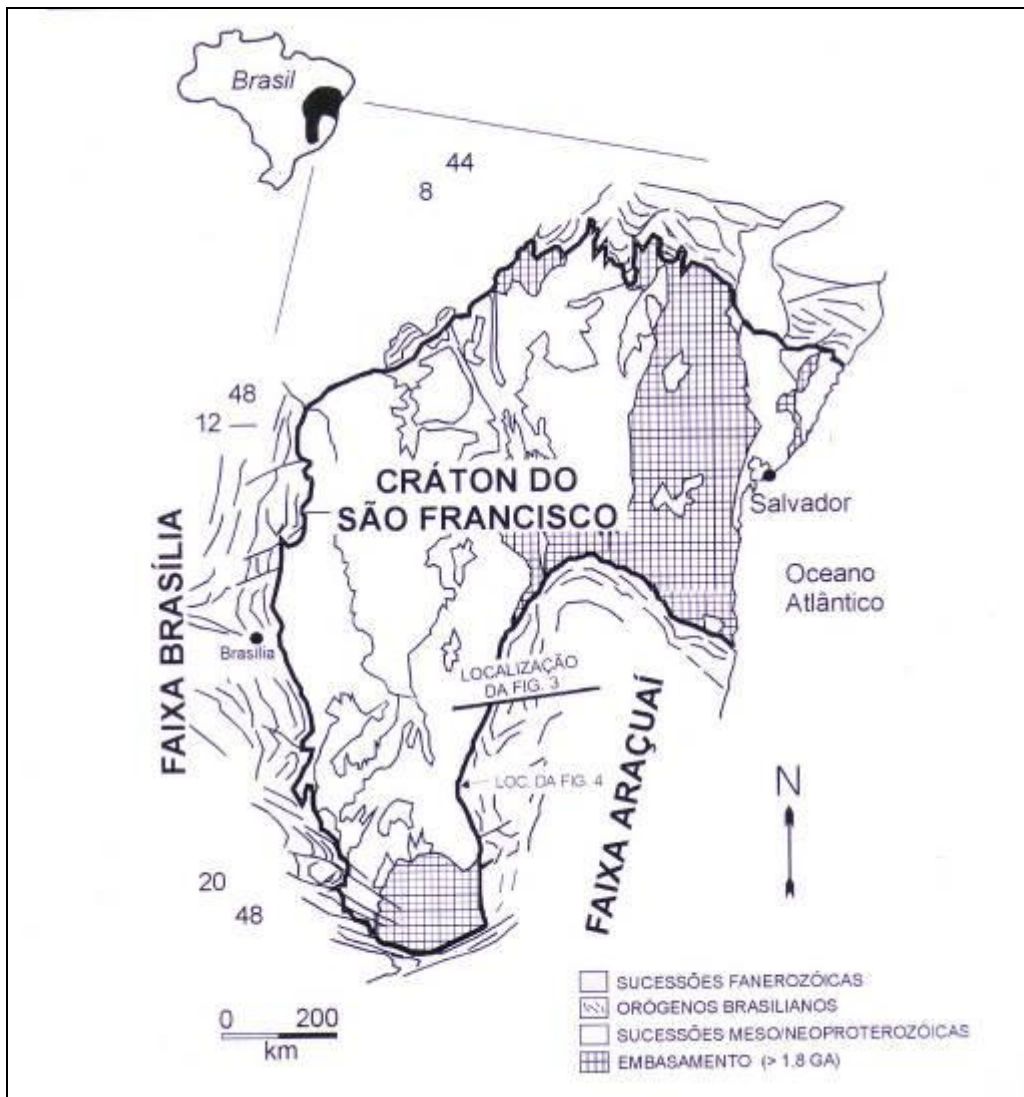 Brasil
44
8
48
12
CRÁTON DO
SÃO FRANCISCO
Salvador
Oceano
Atlântico
FAIXA BRASÍLIA
Brasília
LOCALIZAÇÃO
DA FIG. 3
LOC. DA FIG. 4
FAIXA ARAÇUAÍ
N
20
48
0 200
km
SUCESSÕES FANEROZÓICAS
ORÓGENOS BRASILIANOS
SUCESSÕES MESO/NEOPROTEROZÓICAS
EMBASAMENTO (> 1.8 GA)